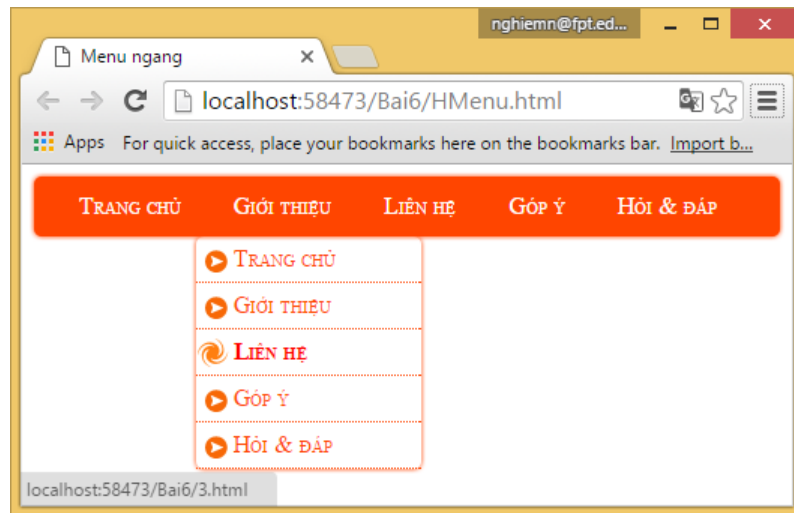 nghiemn@fpt.ed...
Menu ngang
localhost:58473/Bai6/HMenu.html
Apps For quick access, place your bookmarks here on the bookmarks bar. Import b...
Trang chủ Giới thiệu Liên hệ Góp ý Hỏi & đáp
Trang chủ
Giới thiệu
Liên hệ
Góp ý
Hỏi & đáp
localhost:58473/Bai6/3.html